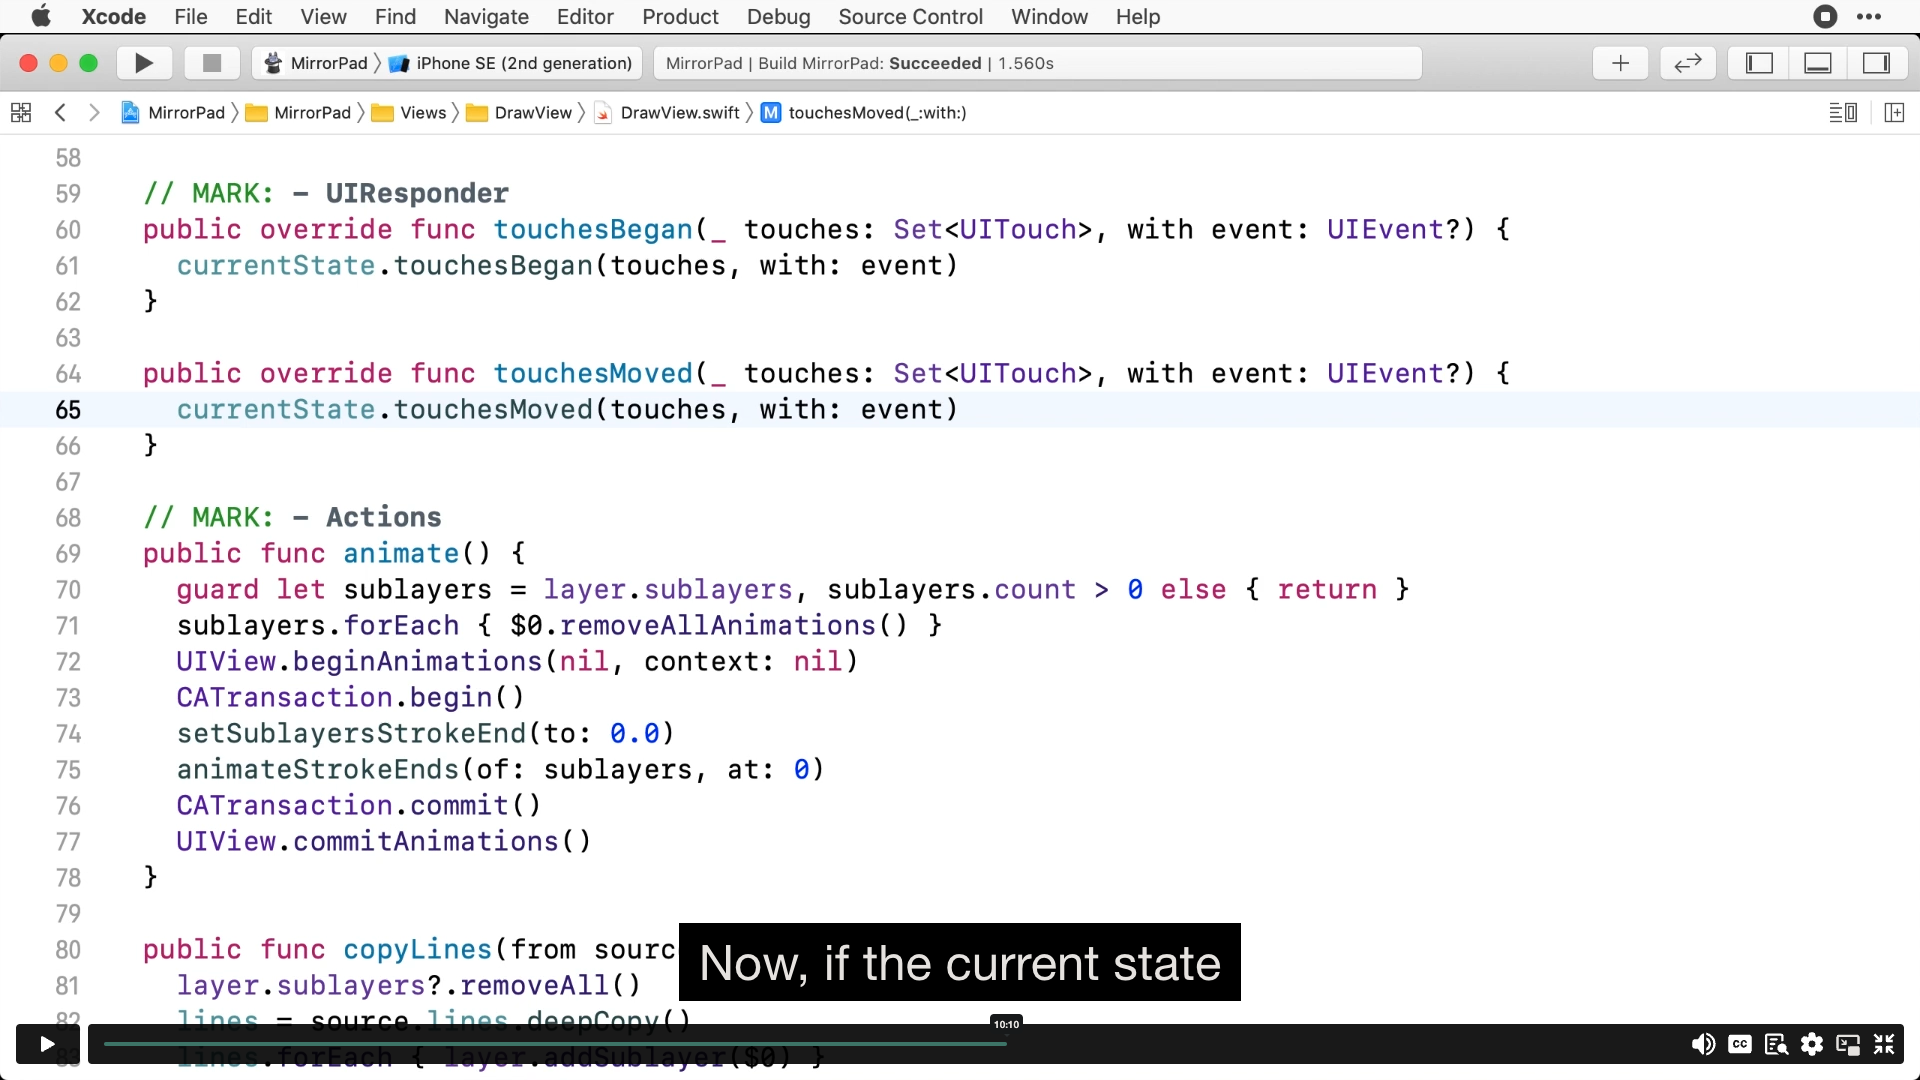 Xcode File Edit View Find Navigate Editor Product Debug Source Control Window Help
MirrorPad iPhone SE (2nd generation) MirrorPad | Build MirrorPad: Succeeded | 1.560s
MirrorPad MirrorPad Views DrawView DrawView.swift M touchesMoved(_:with:)
58
59 // MARK: - UIResponder
60 public override func touchesBegan(_ touches: Set<UITouch>, with event: UIEvent?) {
61 currentState.touchesBegan(touches, with: event)
62 }
63
64 public override func touchesMoved(_ touches: Set<UITouch>, with event: UIEvent?) {
65 currentState.touchesMoved(touches, with: event)
66 }
67
68 // MARK: - Actions
69 public func animate() {
70 guard let sublayers = layer.sublayers, sublayers.count > 0 else { return }
71 sublayers.forEach { $0.removeAllAnimations() }
72 UIView.beginAnimations(nil, context: nil)
73 CATransaction.begin()
74 setSublayersStrokeEnd(to: 0.0)
75 animateStrokeEnds(of: sublayers, at: 0)
76 CATransaction.commit()
77 UIView.commitAnimations()
78 }
79
80 public func copyLines(from sourc
Now, if the current state
81 layer.sublayers?.removeAll()
82 lines = source.lines.deepCopy()
10:10
83 lines.forEach { layer.addSublayer($0) }
CC